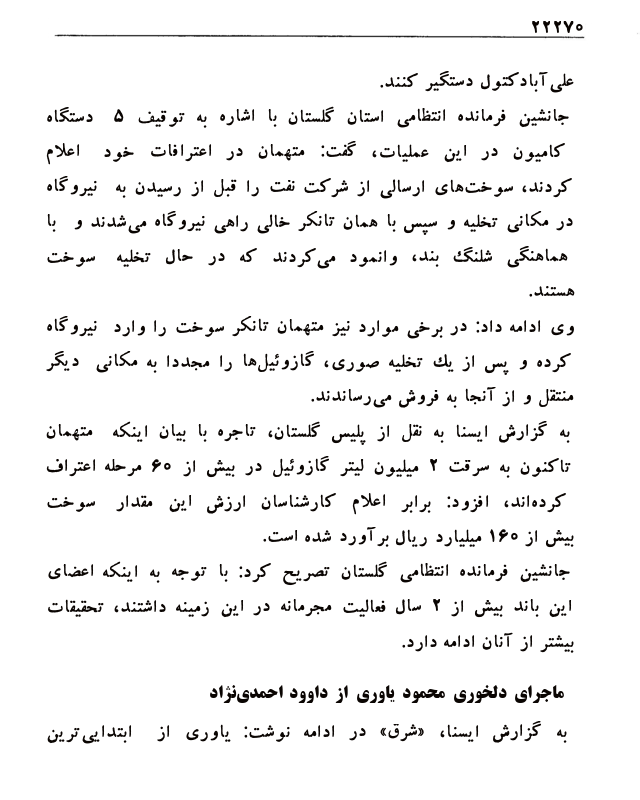 ۲۲۲۷۰
علی‌آبادکتول دستگیر کنند.
جانشین فرمانده انتظامی استان گلستان با اشاره به توقیف ۵ دستگاه
کامیون در این عملیات، گفت: متهمان در اعترافات خود اعلام
کردند، سوخت‌های ارسالی از شرکت نفت را قبل از رسیدن به نیروگاه
در مکانی تخلیه و سپس با همان تانکر خالی راهی نیروگاه می‌شدند و با
هماهنگی شلنگ بند، وانمود می‌کردند که در حال تخلیه سوخت
هستند.
وی ادامه داد: در برخی موارد نیز متهمان تانکر سوخت را وارد نیروگاه
کرده و پس از یک تخلیه صوری، گازوئیل‌ها را مجددا به مکانی دیگر
منتقل و از آنجا به فروش می‌رساندند.
به گزارش ایسنا به نقل از پلیس گلستان، تاجره با بیان اینکه متهمان
تاکنون به سرقت ۲ میلیون لیتر گازوئیل در بیش از ۶۰ مرحله اعتراف
کرده‌اند، افزود: برابر اعلام کارشناسان ارزش این مقدار سوخت
بیش از ۱۶۰ میلیارد ریال برآورد شده است.
جانشین فرمانده انتظامی گلستان تصریح کرد: با توجه به اینکه اعضای
این باند بیش از ۲ سال فعالیت مجرمانه در این زمینه داشتند، تحقیقات
بیشتر از آنان ادامه دارد.
ماجرای دلخوری محمود یاوری از داوود احمدی‌نژاد
به گزارش ایسنا، «شرق» در ادامه نوشت: یاوری از ابتدایی‌ترین